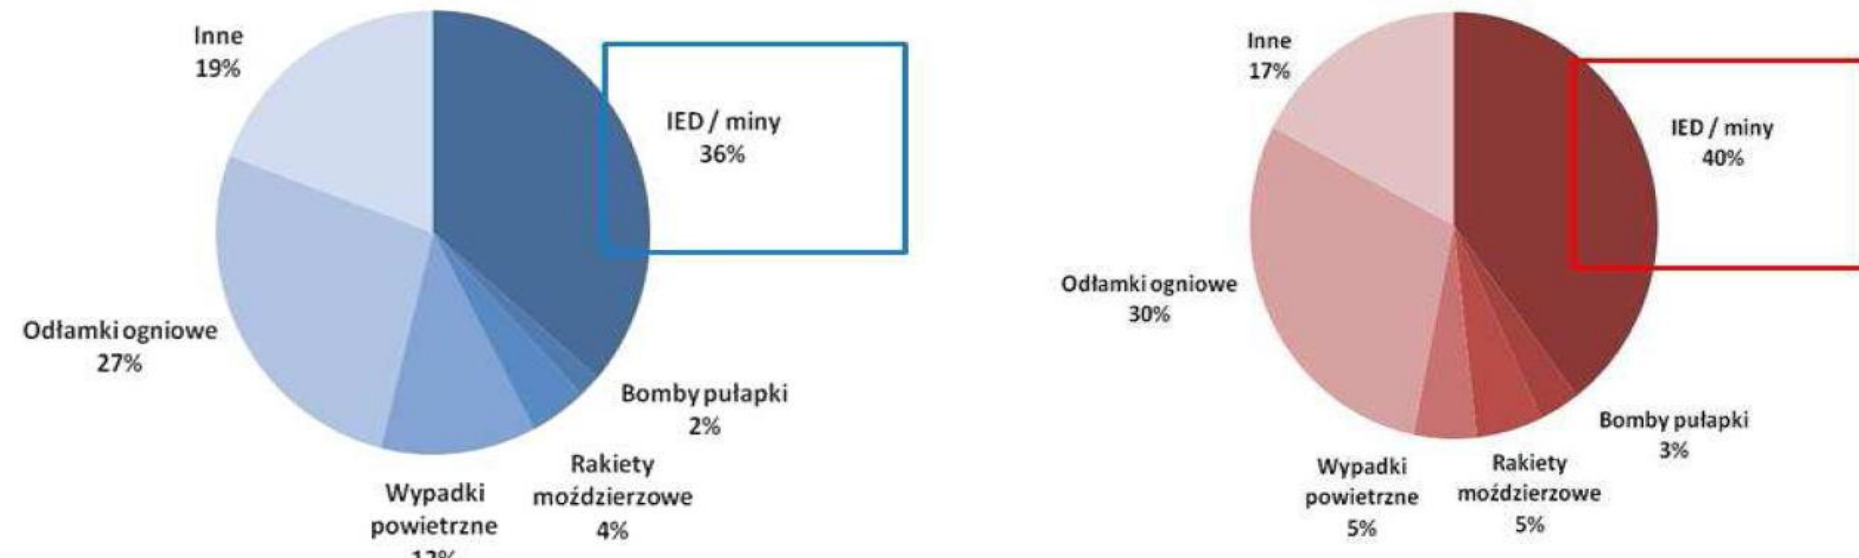 Inne
19%
IED / miny
36%
Odłamki ogniowe
27%
Bomby pułapki
2%
Rakiety
moździerzowe
4%
Wypadki
powietrzne
Inne
17%
IED / miny
40%
Odłamki ogniowe
30%
Bomby pułapki
3%
Wypadki
powietrzne
5%
Rakiety
moździerzowe
5%